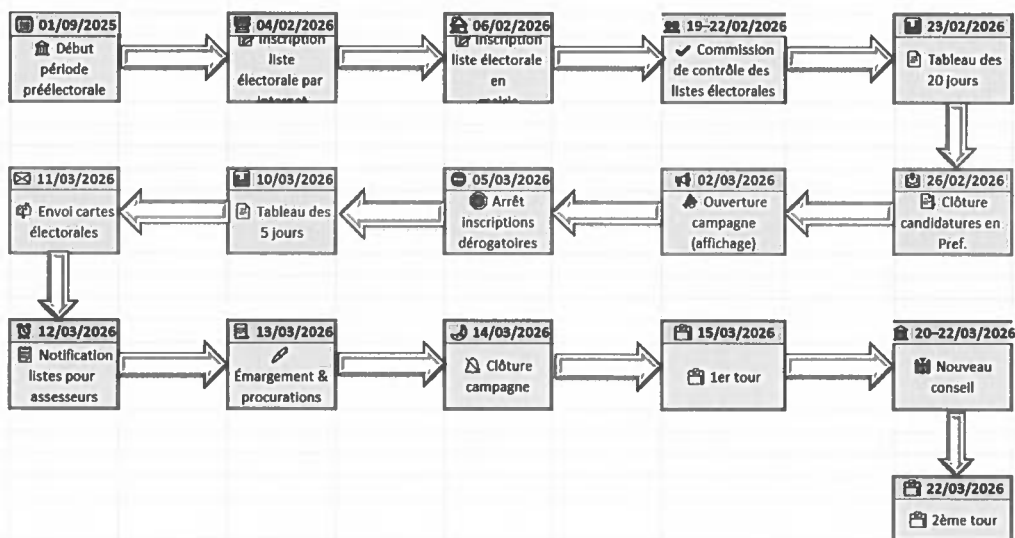 01/09/2025
Début
période
préélectorale
04/02/2026
Inscription
liste
électorale par
internet
06/02/2026
Inscription
liste électorale
en
mairie
19–22/02/2026
Commission
de contrôle des
listes électorales
23/02/2026
Tableau des
20 jours
26/02/2026
Clôture
candidatures en
Pref.
02/03/2026
Ouverture
campagne
(affichage)
05/03/2026
Arrêt
inscriptions
dérogatoires
10/03/2026
Tableau des
5 jours
11/03/2026
Envoi cartes
électorales
12/03/2026
Notification
listes pour
assesseurs
13/03/2026
Émargement &
procurations
14/03/2026
Clôture
campagne
15/03/2026
1er tour
20–22/03/2026
Nouveau
conseil
22/03/2026
2ème tour